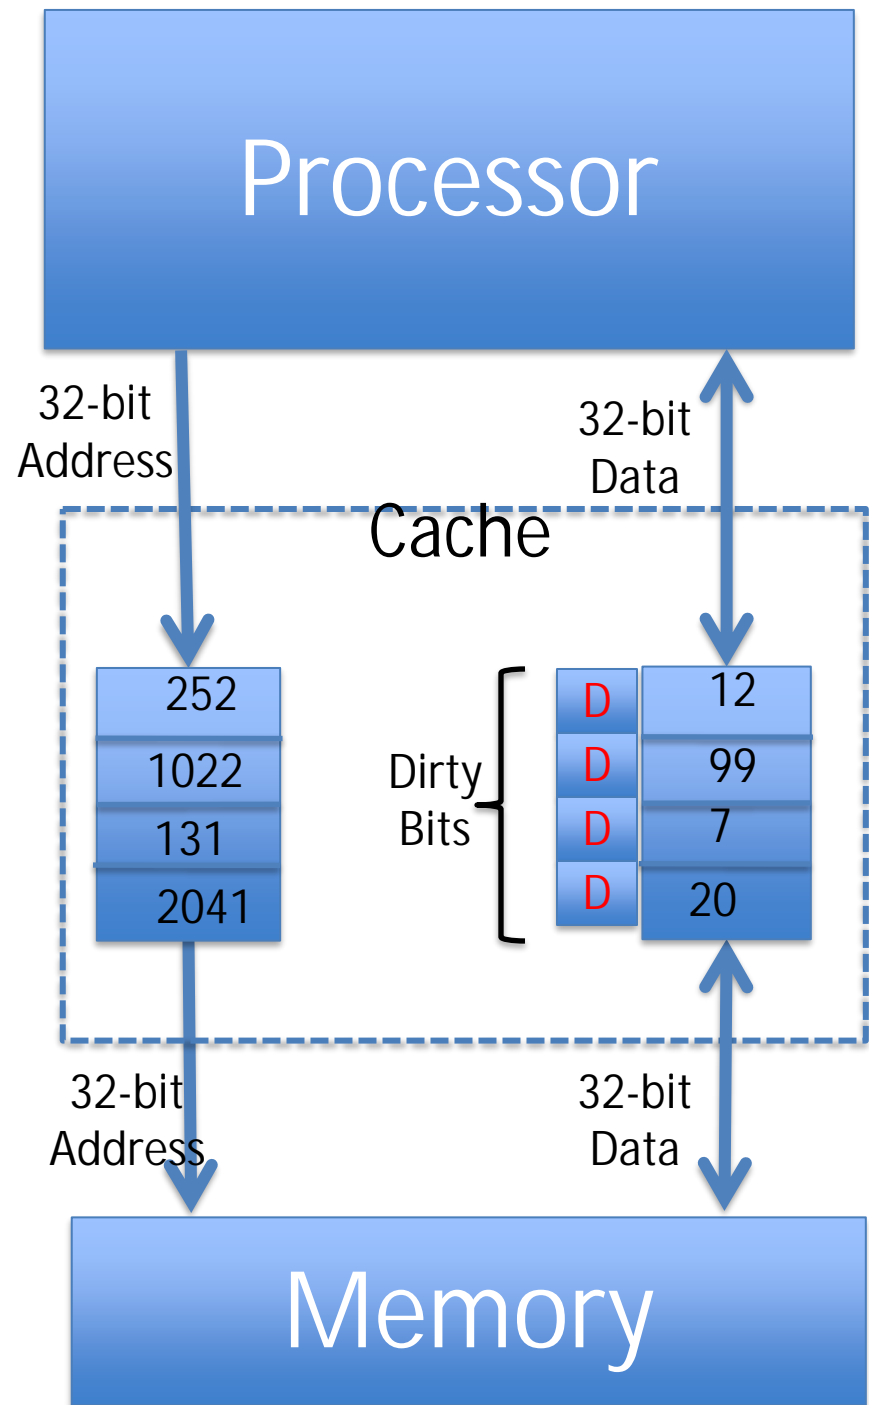 Processor
32-bit
Address
32-bit
Data
Cache
252
1022
131
2041
Dirty
Bits
D
D
D
D
12
99
7
20
32-bit
Address
32-bit
Data
Memory